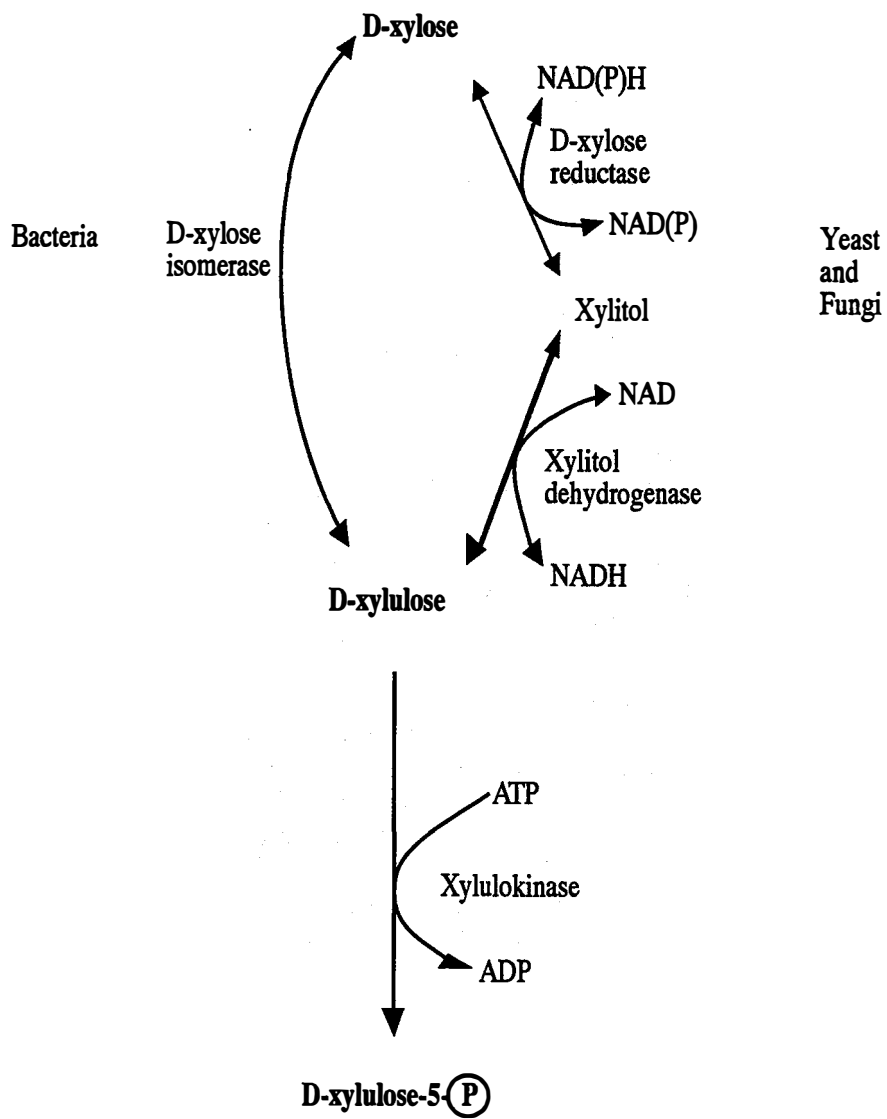 D-xylose
NAD(P)H
D-xylose
reductase
NAD(P)
Bacteria
D-xylose
isomerase
Yeast
and
Fungi
Xylitol
NAD
Xylitol
dehydrogenase
NADH
D-xylulose
ATP
Xylulokinase
ADP
D-xylulose-5-P